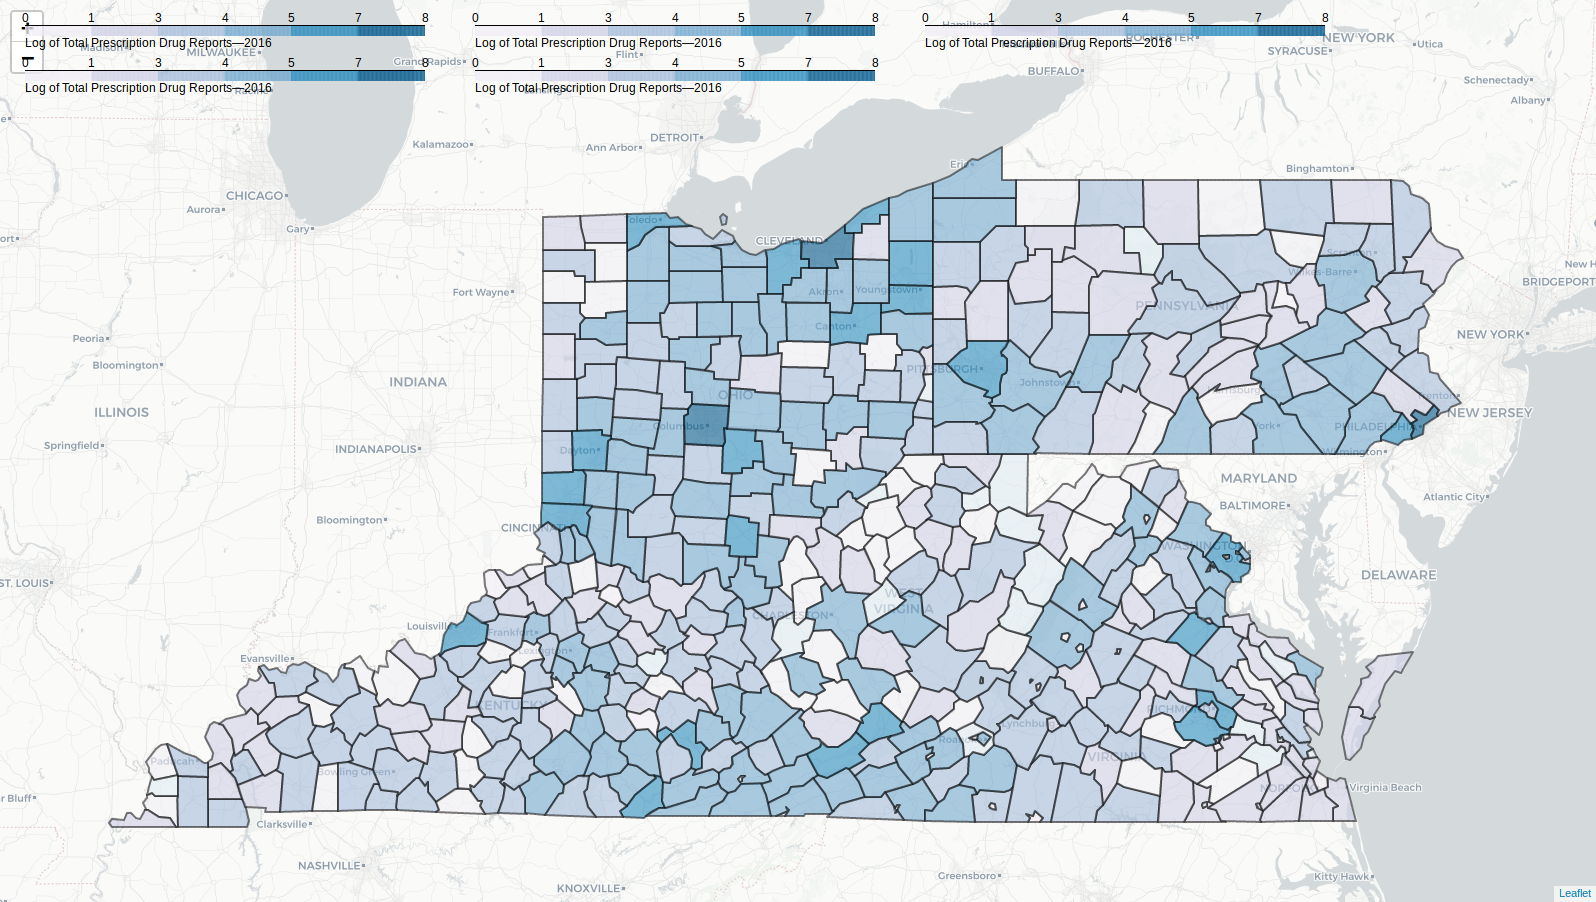 0 1 3 4 5 7 8
Log of Total Prescription Drug Reports—2016
0 1 3 4 5 7 8
Log of Total Prescription Drug Reports—2016
0 1 3 4 5 7 8
Log of Total Prescription Drug Reports—2016
0 1 3 4 5 7 8
Log of Total Prescription Drug Reports—2016
0 1 3 4 5 7 8
Log of Total Prescription Drug Reports—2016
Hamilton
ROCHESTER
NEW YORK
Utica
SYRACUSE
Madison
MILWAUKEE
Grand Rapids
Flint
BUFFALO
Schenectady
Albany
Racine
Lansing
DETROIT
Kalamazoo
Ann Arbor
Erie
Binghamton
CHICAGO
Aurora
Gary
Toledo
CLEVELAND
Scranton
Wilkes-Barre
Fort Wayne
Akron
Youngstown
NEW YORK
BRIDGEPORT
PENNSYLVANIA
Canton
Peoria
Bloomington
PITTSBURGH
INDIANA
Johnstown
OHIO
Trenton
ILLINOIS
NEW JERSEY
Columbus
York
PHILADELPHIA
Springfield
INDIANAPOLIS
Dayton
Wilmington
MARYLAND
BALTIMORE
Atlantic City
Bloomington
CINCINNATI
WASHINGTON
ST. LOUIS
DELAWARE
WEST
VIRGINIA
CHARLESTON
Louisville
Frankfort
Lexington
Evansville
KENTUCKY
RICHMOND
Lynchburg
Roanoke
VIRGINIA
Paducah
Bowling Green
NORFOLK
Virginia Beach
r Bluff
Clarksville
NASHVILLE
Greensboro
Kitty Hawk
KNOXVILLE
Leaflet